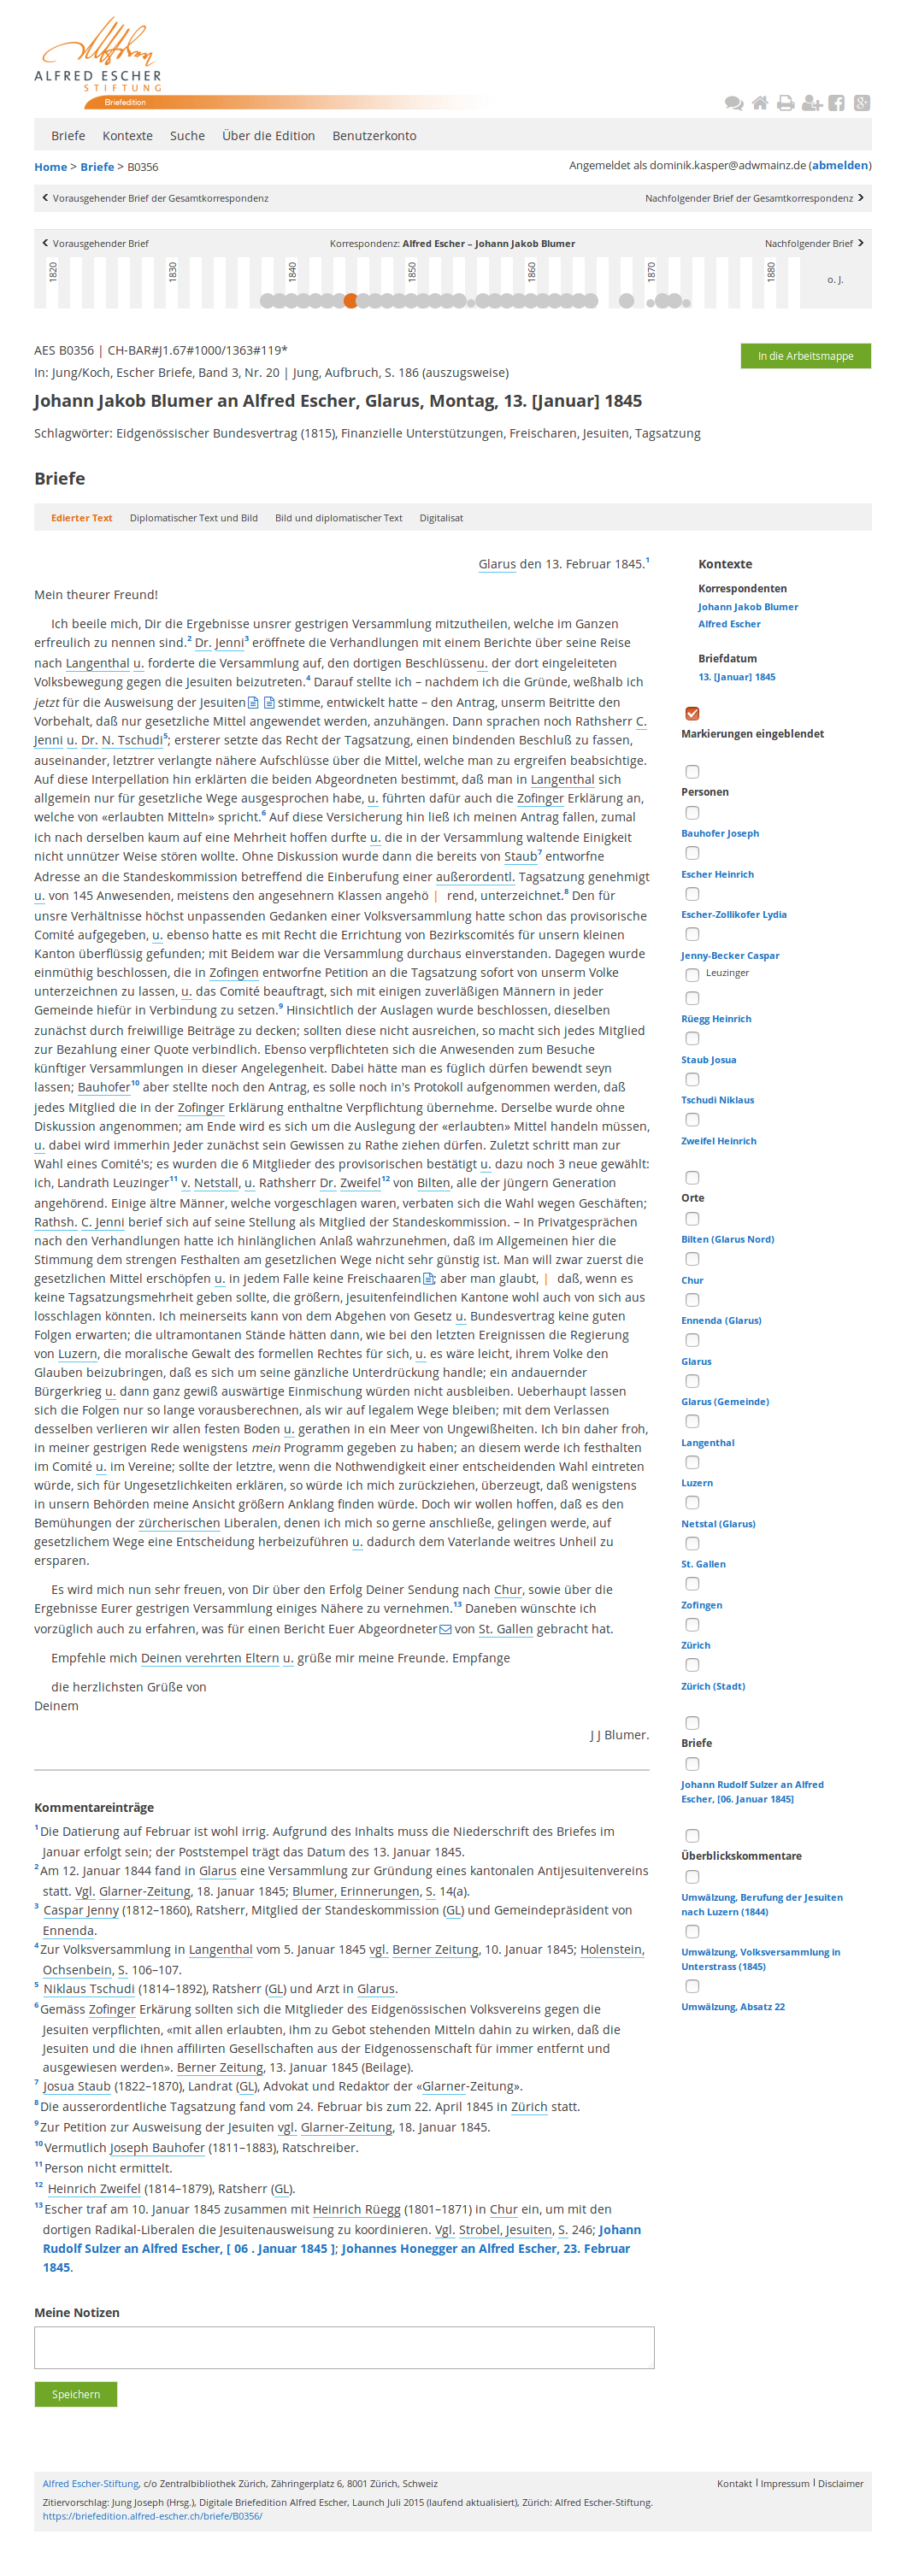 ALFRED ESCHER
STIFTUNG
Briefedition
Briefe Kontexte Suche Über die Edition Benutzerkonto
Home > Briefe > B0356
Angemeldet als dominik.kasper@adwmainz.de (abmelden)
Vorausgehender Brief der Gesamtkorrespondenz
Nachfolgender Brief der Gesamtkorrespondenz
Vorausgehender Brief
Korrespondenz: Alfred Escher – Johann Jakob Blumer
Nachfolgender Brief
1820 1830 1840 1850 1860 1870 1880 o. J.
AES B0356 | CH-BAR#J1.67#1000/1363#119*
In die Arbeitsmappe
In: Jung/Koch, Escher Briefe, Band 3, Nr. 20 | Jung, Aufbruch, S. 186 (auszugsweise)
Johann Jakob Blumer an Alfred Escher, Glarus, Montag, 13. [Januar] 1845
Schlagwörter: Eidgenössischer Bundesvertrag (1815), Finanzielle Unterstützungen, Freischaren, Jesuiten, Tagsatzung
Briefe
Edierter Text Diplomatischer Text und Bild Bild und diplomatischer Text Digitalisat
Glarus den 13. Februar 1845.1
Mein theurer Freund!
Ich beeile mich, Dir die Ergebnisse unsrer gestrigen Versammlung mitzutheilen, welche im Ganzen
erfreulich zu nennen sind.2 Dr. Jenni3 eröffnete die Verhandlungen mit einem Berichte über seine Reise
nach Langenthal u. forderte die Versammlung auf, den dortigen Beschlüssenu. der dort eingeleiteten
Volksbewegung gegen die Jesuiten beizutreten.4 Darauf stellte ich – nachdem ich die Gründe, weßhalb ich
jetzt für die Ausweisung der Jesuiten stimme, entwickelt hatte – den Antrag, unserm Beitritte den
Vorbehalt, daß nur gesetzliche Mittel angewendet werden, anzuhängen. Dann sprachen noch Rathsherr C.
Jenni u. Dr. N. Tschudi5; ersterer setzte das Recht der Tagsatzung, einen bindenden Beschluß zu fassen,
auseinander, letztrer verlangte nähere Aufschlüsse über die Mittel, welche man zu ergreifen beabsichtige.
Auf diese Interpellation hin erklärten die beiden Abgeordneten bestimmt, daß man in Langenthal sich
allgemein nur für gesetzliche Wege ausgesprochen habe, u. führten dafür auch die Zofinger Erklärung an,
welche von «erlaubten Mitteln» spricht.6 Auf diese Versicherung hin ließ ich meinen Antrag fallen, zumal
ich nach derselben kaum auf eine Mehrheit hoffen durfte u. die in der Versammlung waltende Einigkeit
nicht unnützer Weise stören wollte. Ohne Diskussion wurde dann die bereits von Staub7 entworfne
Adresse an die Standeskommission betreffend die Einberufung einer außerordentl. Tagsatzung genehmigt
u. von 145 Anwesenden, meistens den angesehnern Klassen angehö | rend, unterzeichnet.8 Den für
unsre Verhältnisse höchst unpassenden Gedanken einer Volksversammlung hatte schon das provisorische
Comité aufgegeben, u. ebenso hatte es mit Recht die Errichtung von Bezirkscomités für unsern kleinen
Kanton überflüssig gefunden; mit Beidem war die Versammlung durchaus einverstanden. Dagegen wurde
einmüthig beschlossen, die in Zofingen entworfne Petition an die Tagsatzung sofort von unserm Volke
unterzeichnen zu lassen, u. das Comité beauftragt, sich mit einigen zuverläßigen Männern in jeder
Gemeinde hiefür in Verbindung zu setzen.9 Hinsichtlich der Auslagen wurde beschlossen, dieselben
zunächst durch freiwillige Beiträge zu decken; sollten diese nicht ausreichen, so macht sich jedes Mitglied
zur Bezahlung einer Quote verbindlich. Ebenso verpflichteten sich die Anwesenden zum Besuche
künftiger Versammlungen in dieser Angelegenheit. Dabei hätte man es füglich dürfen bewendt seyn
lassen; Bauhofer10 aber stellte noch den Antrag, es solle noch in's Protokoll aufgenommen werden, daß
jedes Mitglied die in der Zofinger Erklärung enthaltne Verpflichtung übernehme. Derselbe wurde ohne
Diskussion angenommen; am Ende wird es sich um die Auslegung der «erlaubten» Mittel handeln müssen,
u. dabei wird immerhin Jeder zunächst sein Gewissen zu Rathe ziehen dürfen. Zuletzt schritt man zur
Wahl eines Comité's; es wurden die 6 Mitglieder des provisorischen bestätigt u. dazu noch 3 neue gewählt:
ich, Landrath Leuzinger11 v. Netstall, u. Rathsherr Dr. Zweifel12 von Bilten, alle der jüngern Generation
angehörend. Einige ältre Männer, welche vorgeschlagen waren, verbaten sich die Wahl wegen Geschäften;
Rathsh. C. Jenni berief sich auf seine Stellung als Mitglied der Standeskommission. – In Privatgesprächen
nach den Verhandlungen hatte ich hinlänglichen Anlaß wahrzunehmen, daß im Allgemeinen hier die
Stimmung dem strengen Festhalten am gesetzlichen Wege nicht sehr günstig ist. Man will zwar zuerst die
gesetzlichen Mittel erschöpfen u. in jedem Falle keine Freischaaren; aber man glaubt, | daß, wenn es
keine Tagsatzungsmehrheit geben sollte, die größern, jesuitenfeindlichen Kantone wohl auch von sich aus
losschlagen könnten. Ich meinerseits kann von dem Abgehen von Gesetz u. Bundesvertrag keine guten
Folgen erwarten; die ultramontanen Stände hätten dann, wie bei den letzten Ereignissen die Regierung
von Luzern, die moralische Gewalt des formellen Rechtes für sich, u. es wäre leicht, ihrem Volke den
Glauben beizubringen, daß es sich um seine gänzliche Unterdrückung handle; ein andauernder
Bürgerkrieg u. dann ganz gewiß auswärtige Einmischung würden nicht ausbleiben. Ueberhaupt lassen
sich die Folgen nur so lange vorausberechnen, als wir auf legalem Wege bleiben; mit dem Verlassen
desselben verlieren wir allen festen Boden u. gerathen in ein Meer von Ungewißheiten. Ich bin daher froh,
in meiner gestrigen Rede wenigstens mein Programm gegeben zu haben; an diesem werde ich festhalten
im Comité u. im Vereine; sollte der letztre, wenn die Nothwendigkeit einer entscheidenden Wahl eintreten
würde, sich für Ungesetzlichkeiten erklären, so würde ich mich zurückziehen, überzeugt, daß wenigstens
in unsern Behörden meine Ansicht größern Anklang finden würde. Doch wir wollen hoffen, daß es den
Bemühungen der zürcherischen Liberalen, denen ich mich so gerne anschließe, gelingen werde, auf
gesetzlichem Wege eine Entscheidung herbeizuführen u. dadurch dem Vaterlande weitres Unheil zu
ersparen.
Es wird mich nun sehr freuen, von Dir über den Erfolg Deiner Sendung nach Chur, sowie über die
Ergebnisse Eurer gestrigen Versammlung einiges Nähere zu vernehmen.13 Daneben wünschte ich
vorzüglich auch zu erfahren, was für einen Bericht Euer Abgeordneter von St. Gallen gebracht hat.
Empfehle mich Deinen verehrten Eltern u. grüße mir meine Freunde. Empfange
die herzlichsten Grüße von
Deinem
J J Blumer.
Kontexte
Korrespondenten
Johann Jakob Blumer
Alfred Escher
Briefdatum
13. [Januar] 1845
Markierungen eingeblendet
Personen
Bauhofer Joseph
Escher Heinrich
Escher-Zollikofer Lydia
Jenny-Becker Caspar
Leuzinger
Rüegg Heinrich
Staub Josua
Tschudi Niklaus
Zweifel Heinrich
Orte
Bilten (Glarus Nord)
Chur
Ennenda (Glarus)
Glarus
Glarus (Gemeinde)
Langenthal
Luzern
Netstal (Glarus)
St. Gallen
Zofingen
Zürich
Zürich (Stadt)
Briefe
Johann Rudolf Sulzer an Alfred
Escher, [06. Januar 1845]
Überblickskommentare
Umwälzung, Berufung der Jesuiten
nach Luzern (1844)
Umwälzung, Volksversammlung in
Unterstrass (1845)
Umwälzung, Absatz 22
Kommentareinträge
1 Die Datierung auf Februar ist wohl irrig. Aufgrund des Inhalts muss die Niederschrift des Briefes im
Januar erfolgt sein; der Poststempel trägt das Datum des 13. Januar 1845.
2 Am 12. Januar 1844 fand in Glarus eine Versammlung zur Gründung eines kantonalen Antijesuitenvereins
statt. Vgl. Glarner-Zeitung, 18. Januar 1845; Blumer, Erinnerungen, S. 14(a).
3 Caspar Jenny (1812–1860), Ratsherr, Mitglied der Standeskommission (GL) und Gemeindepräsident von
Ennenda.
4 Zur Volksversammlung in Langenthal vom 5. Januar 1845 vgl. Berner Zeitung, 10. Januar 1845; Holenstein,
Ochsenbein, S. 106–107.
5 Niklaus Tschudi (1814–1892), Ratsherr (GL) und Arzt in Glarus.
6 Gemäss Zofinger Erkärung sollten sich die Mitglieder des Eidgenössischen Volksvereins gegen die
Jesuiten verpflichten, «mit allen erlaubten, ihm zu Gebot stehenden Mitteln dahin zu wirken, daß die
Jesuiten und die ihnen affilirten Gesellschaften aus der Eidgenossenschaft für immer entfernt und
ausgewiesen werden». Berner Zeitung, 13. Januar 1845 (Beilage).
7 Josua Staub (1822–1870), Landrat (GL), Advokat und Redaktor der «Glarner-Zeitung».
8 Die ausserordentliche Tagsatzung fand vom 24. Februar bis zum 22. April 1845 in Zürich statt.
9 Zur Petition zur Ausweisung der Jesuiten vgl. Glarner-Zeitung, 18. Januar 1845.
10 Vermutlich Joseph Bauhofer (1811–1883), Ratschreiber.
11 Person nicht ermittelt.
12 Heinrich Zweifel (1814–1879), Ratsherr (GL).
13 Escher traf am 10. Januar 1845 zusammen mit Heinrich Rüegg (1801–1871) in Chur ein, um mit den
dortigen Radikal-Liberalen die Jesuitenausweisung zu koordinieren. Vgl. Strobel, Jesuiten, S. 246; Johann
Rudolf Sulzer an Alfred Escher, [ 06 . Januar 1845 ]; Johannes Honegger an Alfred Escher, 23. Februar
1845.
Meine Notizen
Speichern
Alfred Escher-Stiftung, c/o Zentralbibliothek Zürich, Zähringerplatz 6, 8001 Zürich, Schweiz
Kontakt | Impressum | Disclaimer
Zitiervorschlag: Jung Joseph (Hrsg.), Digitale Briefedition Alfred Escher, Launch Juli 2015 (laufend aktualisiert), Zürich: Alfred Escher-Stiftung.
https://briefedition.alfred-escher.ch/briefe/B0356/